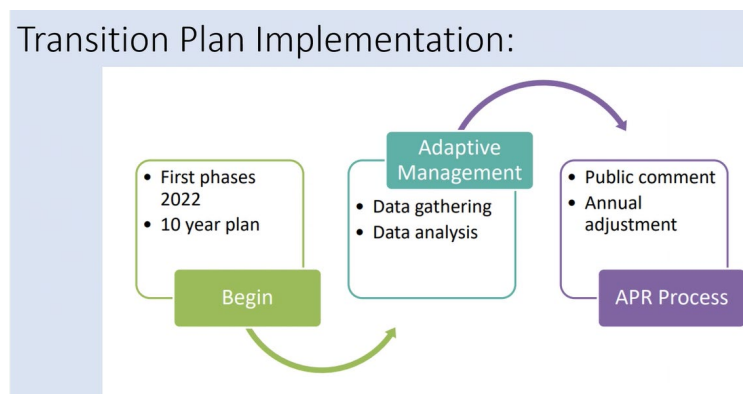 Transition Plan Implementation:
• First phases
2022
• 10 year plan
Begin
Adaptive
Management
• Data gathering
• Data analysis
• Public comment
• Annual
adjustment
APR Process